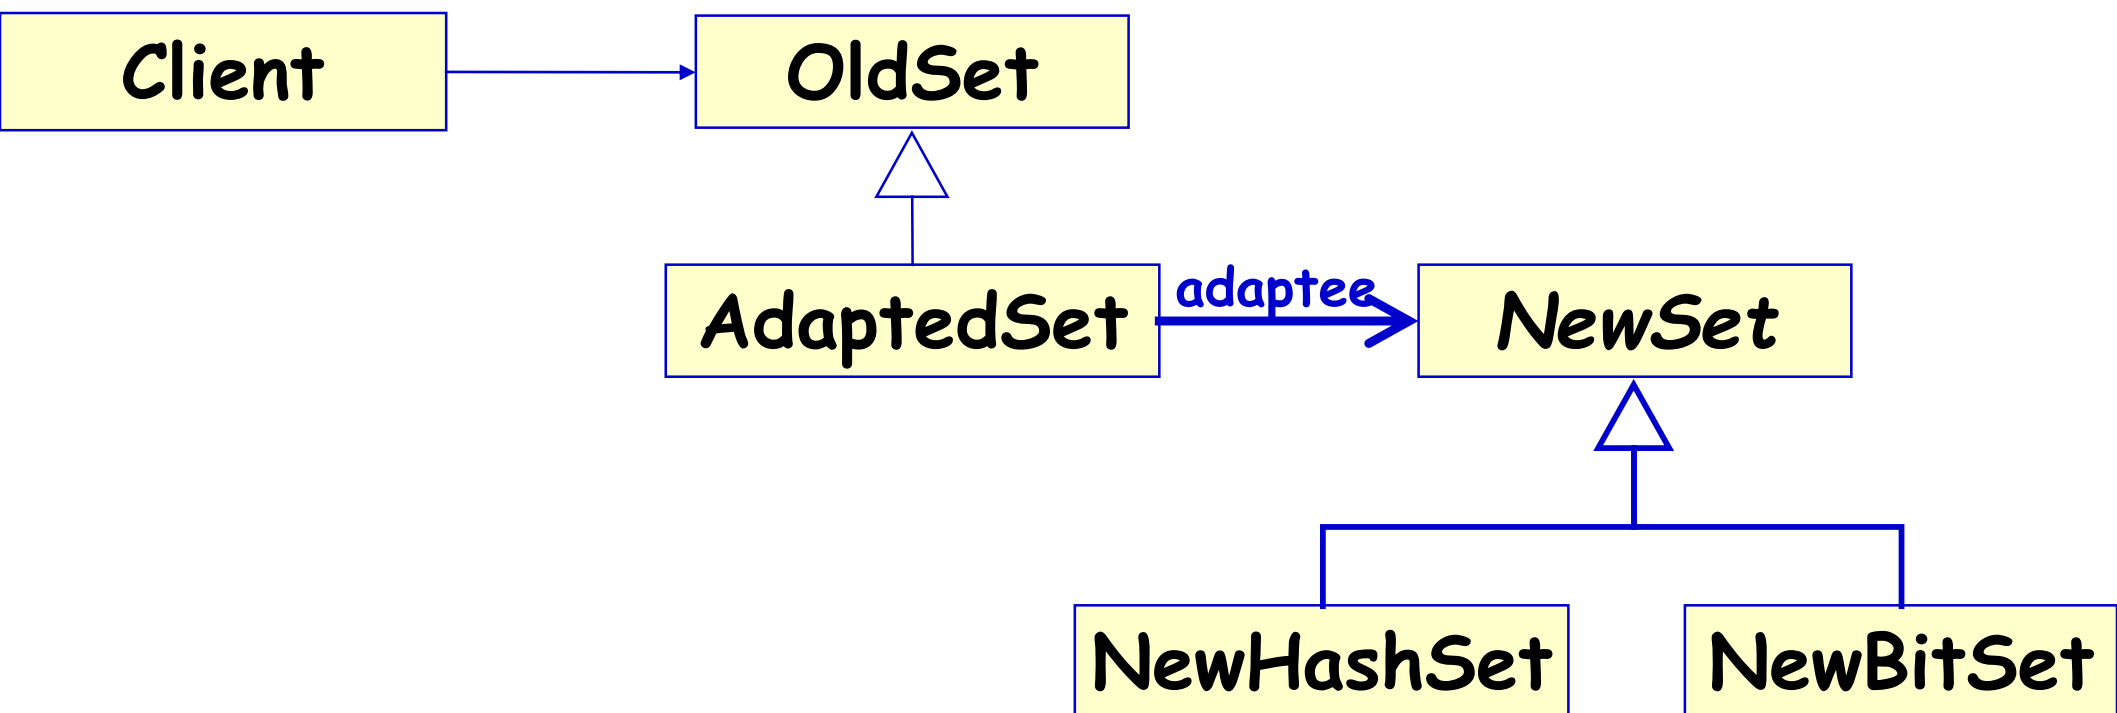 Client
OldSet
AdaptedSet
adaptee
NewSet
NewHashSet
NewBitSet